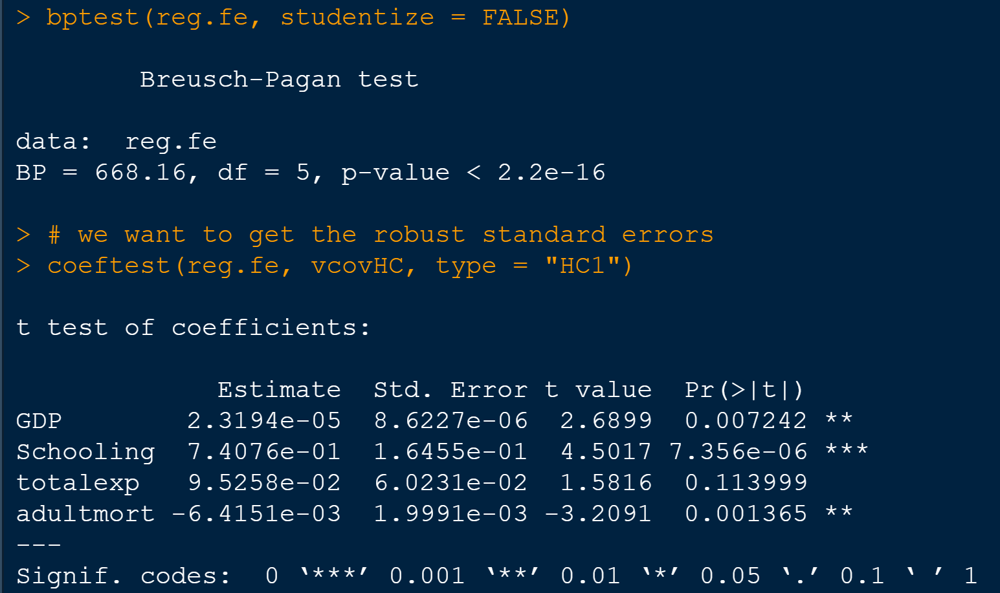 > bptest(reg.fe, studentize = FALSE)
Breusch-Pagan test
data:  reg.fe
BP = 668.16, df = 5, p-value < 2.2e-16
> # we want to get the robust standard errors
> coeftest(reg.fe, vcovHC, type = "HC1")
t test of coefficients:
Estimate  Std. Error t value  Pr(>|t|)
GDP        2.3194e-05  8.6227e-06  2.6899  0.007242 **
Schooling  7.4076e-01  1.6455e-01  4.5017 7.356e-06 ***
totalexp   9.5258e-02  6.0231e-02  1.5816  0.113999
adultmort -6.4151e-03  1.9991e-03 -3.2091  0.001365 **
---
Signif. codes:  0 ‘***’ 0.001 ‘**’ 0.01 ‘*’ 0.05 ‘.’ 0.1 ‘ ’ 1